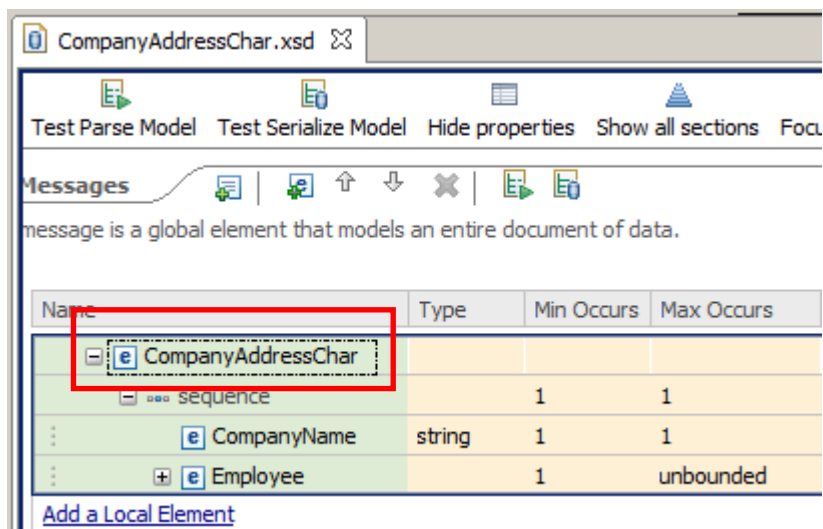 CompanyAddressChar.xsd
Test Parse Model Test Serialize Model Hide properties Show all sections Focu
Messages
message is a global element that models an entire document of data.
Name Type Min Occurs Max Occurs
e CompanyAddressChar
sequence 1 1
e CompanyName string 1 1
e Employee 1 unbounded
Add a Local Element